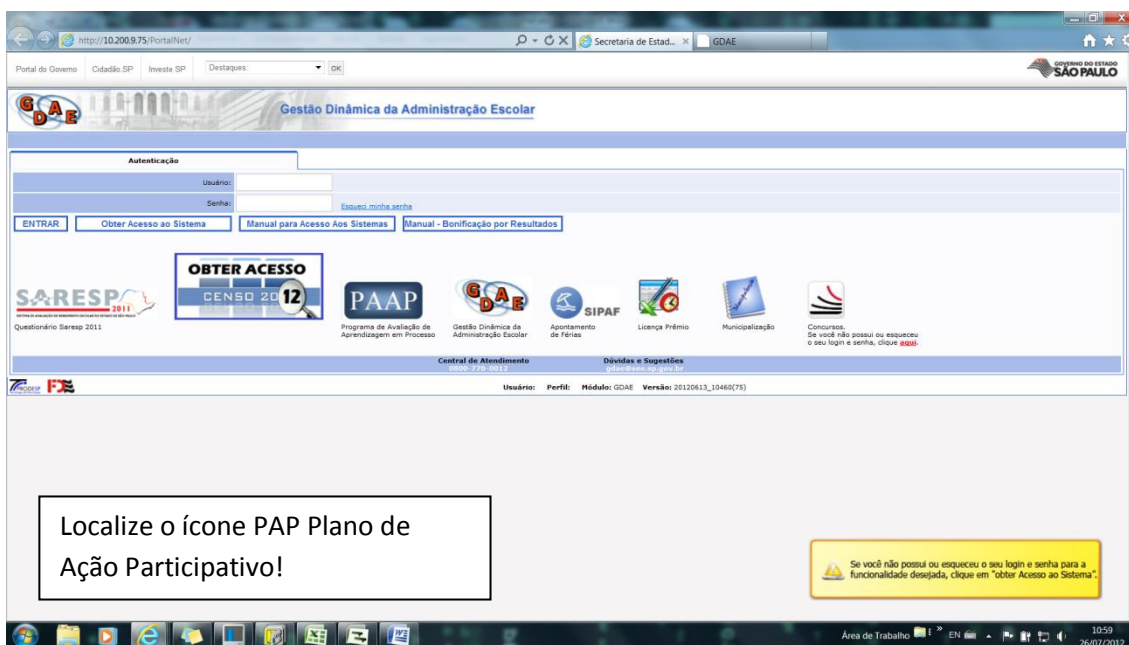 http://10.200.9.75/PortalNet/
Secretaria de Estad...
GDAE
Portal do Governo
Cidadão.SP
Investe SP
Destaques:
OK
GOVERNO DO ESTADO
SÃO PAULO
GDAE
Gestão Dinâmica da Administração Escolar
Autenticação
Usuário:
Senha:
Esqueci minha senha
ENTRAR
Obter Acesso ao Sistema
Manual para Acesso Aos Sistemas
Manual - Bonificação por Resultados
SARESP
2011
Questionário Saresp 2011
OBTER ACESSO
CENSO 2012
PAAP
Programa de Avaliação de
Aprendizagem em Processo
GDAE
Gestão Dinâmica da
Administração Escolar
SIPAF
Apontamento
de Férias
Licença Prêmio
Municipalização
Concursos.
Se você não possui ou esqueceu
o seu login e senha, clique aqui.
Central de Atendimento
0800-770-0012
Dúvidas e Sugestões
gdae@see.sp.gov.br
PRODESP
FDE
Usuário: Perfil: Módulo: GDAE Versão: 20120613_10460(75)
Localize o ícone PAP Plano de
Ação Participativo!
Se você não possui ou esqueceu o seu login e senha para a
funcionalidade desejada, clique em "obter Acesso ao Sistema".
Área de Trabalho
EN
10:59
26/07/2012